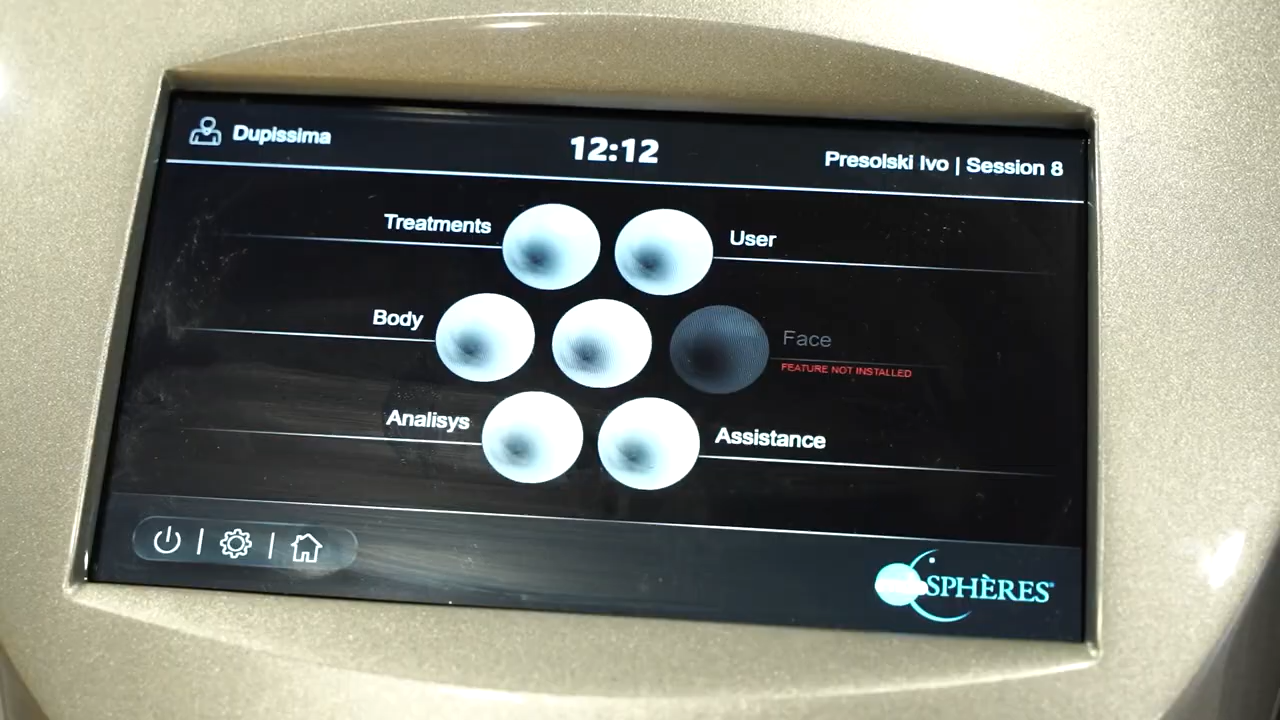 Dupissima
12:12
Presolski Ivo | Session 8
Treatments
User
Body
Face
FEATURE NOT INSTALLED
Analisys
Assistance
SPHÈRES